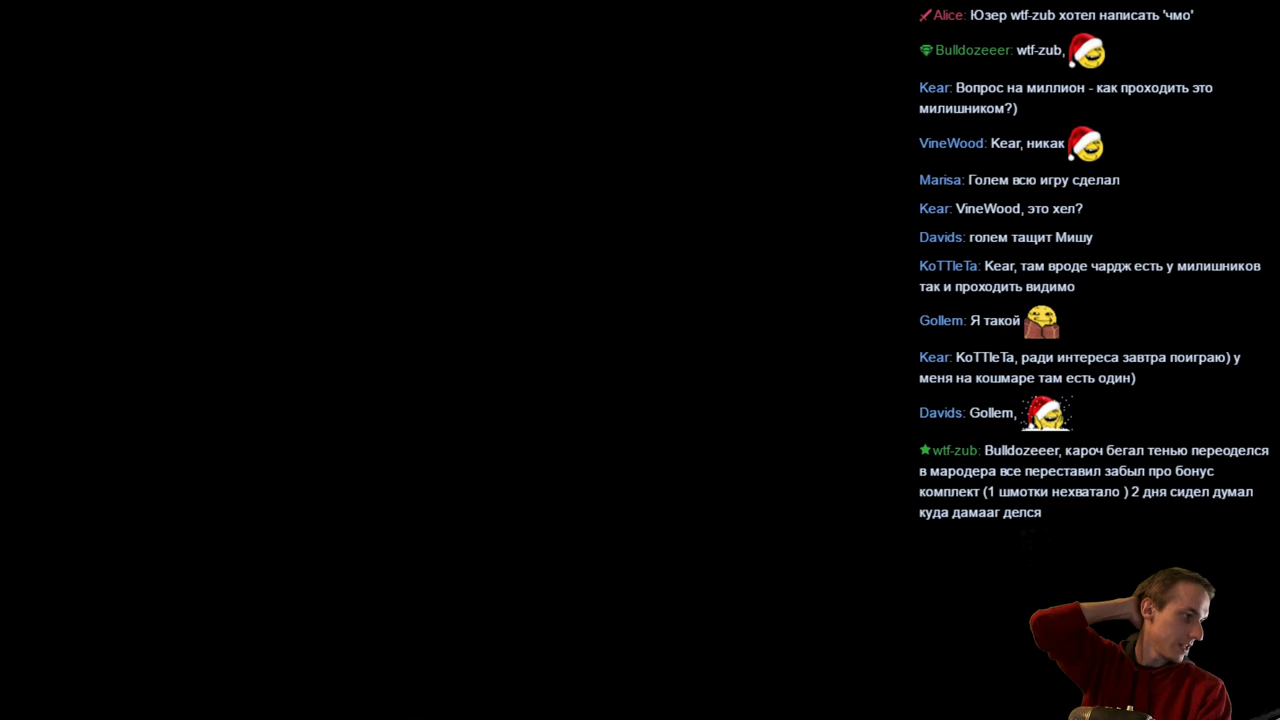 Alice: Юзер wtf-zub хотел написать 'чмо'
Bulldozeeer: wtf-zub,
Kear: Вопрос на миллион - как проходить это
милишником?)
VineWood: Kear, никак
Marisa: Голем всю игру сделал
Kear: VineWood, это хел?
Davids: голем тащит Мишу
KoTTleTa: Kear, там вроде чардж есть у милишников
так и проходить видимо
Gollem: Я такой
Kear: KoTTleTa, ради интереса завтра поиграю) у
меня на кошмаре там есть один)
Davids: Gollem,
wtf-zub: Bulldozeeer, кароч бегал тенью переоделся
в мародера все переставил забыл про бонус
комплект (1 шмотки нехватало ) 2 дня сидел думал
куда дамааг делся